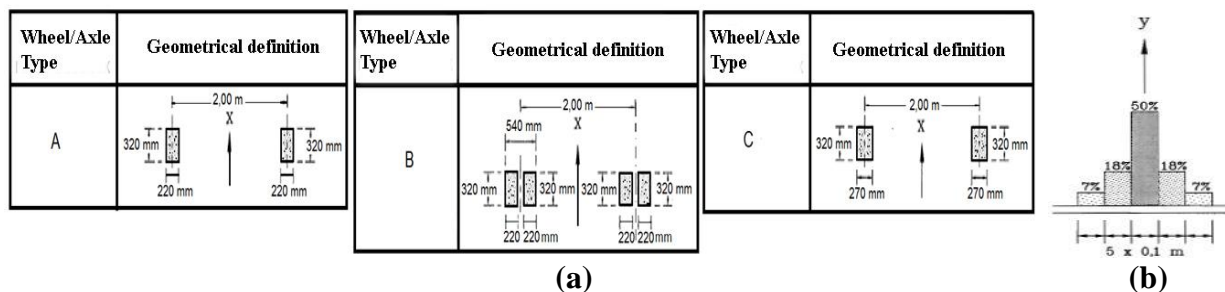 Wheel/Axle
Type
Geometrical definition
A
2,00 m
X
320 mm
320 mm
220 mm
220 mm
Wheel/Axle
Type
Geometrical definition
B
2,00 m
540 mm
X
320 mm
320 mm
320 mm
320 mm
220
220 mm
220
220 mm
Wheel/Axle
Type
Geometrical definition
C
2,00 m
X
320 mm
320 mm
270 mm
270 mm
(a)
y
50%
18%
18%
7%
7%
5 x 0,1 m
(b)